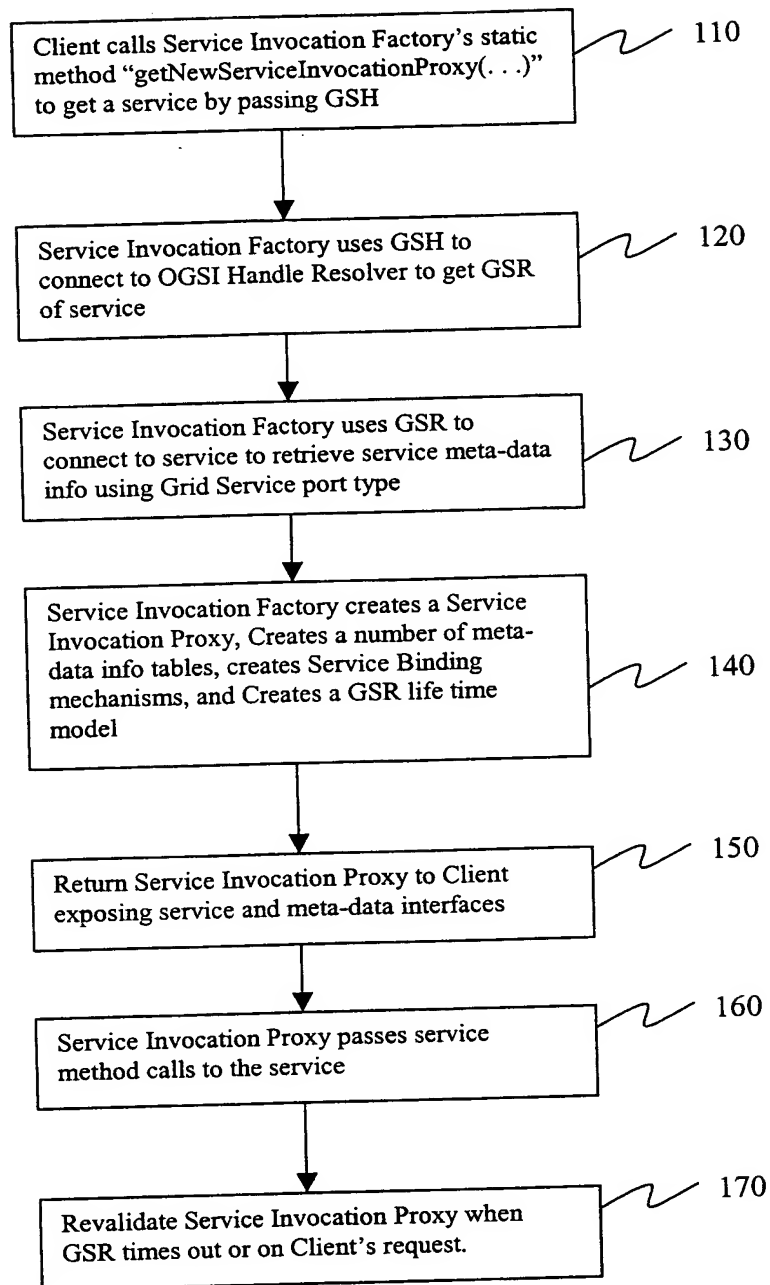 Client calls Service Invocation Factory's static
method “getNewServiceInvocationProxy(. . .)”
to get a service by passing GSH
110
Service Invocation Factory uses GSH to
connect to OGSI Handle Resolver to get GSR
of service
120
Service Invocation Factory uses GSR to
connect to service to retrieve service meta-data
info using Grid Service port type
130
Service Invocation Factory creates a Service
Invocation Proxy, Creates a number of meta-
data info tables, creates Service Binding
mechanisms, and Creates a GSR life time
model
140
Return Service Invocation Proxy to Client
exposing service and meta-data interfaces
150
Service Invocation Proxy passes service
method calls to the service
160
Revalidate Service Invocation Proxy when
GSR times out or on Client's request.
170